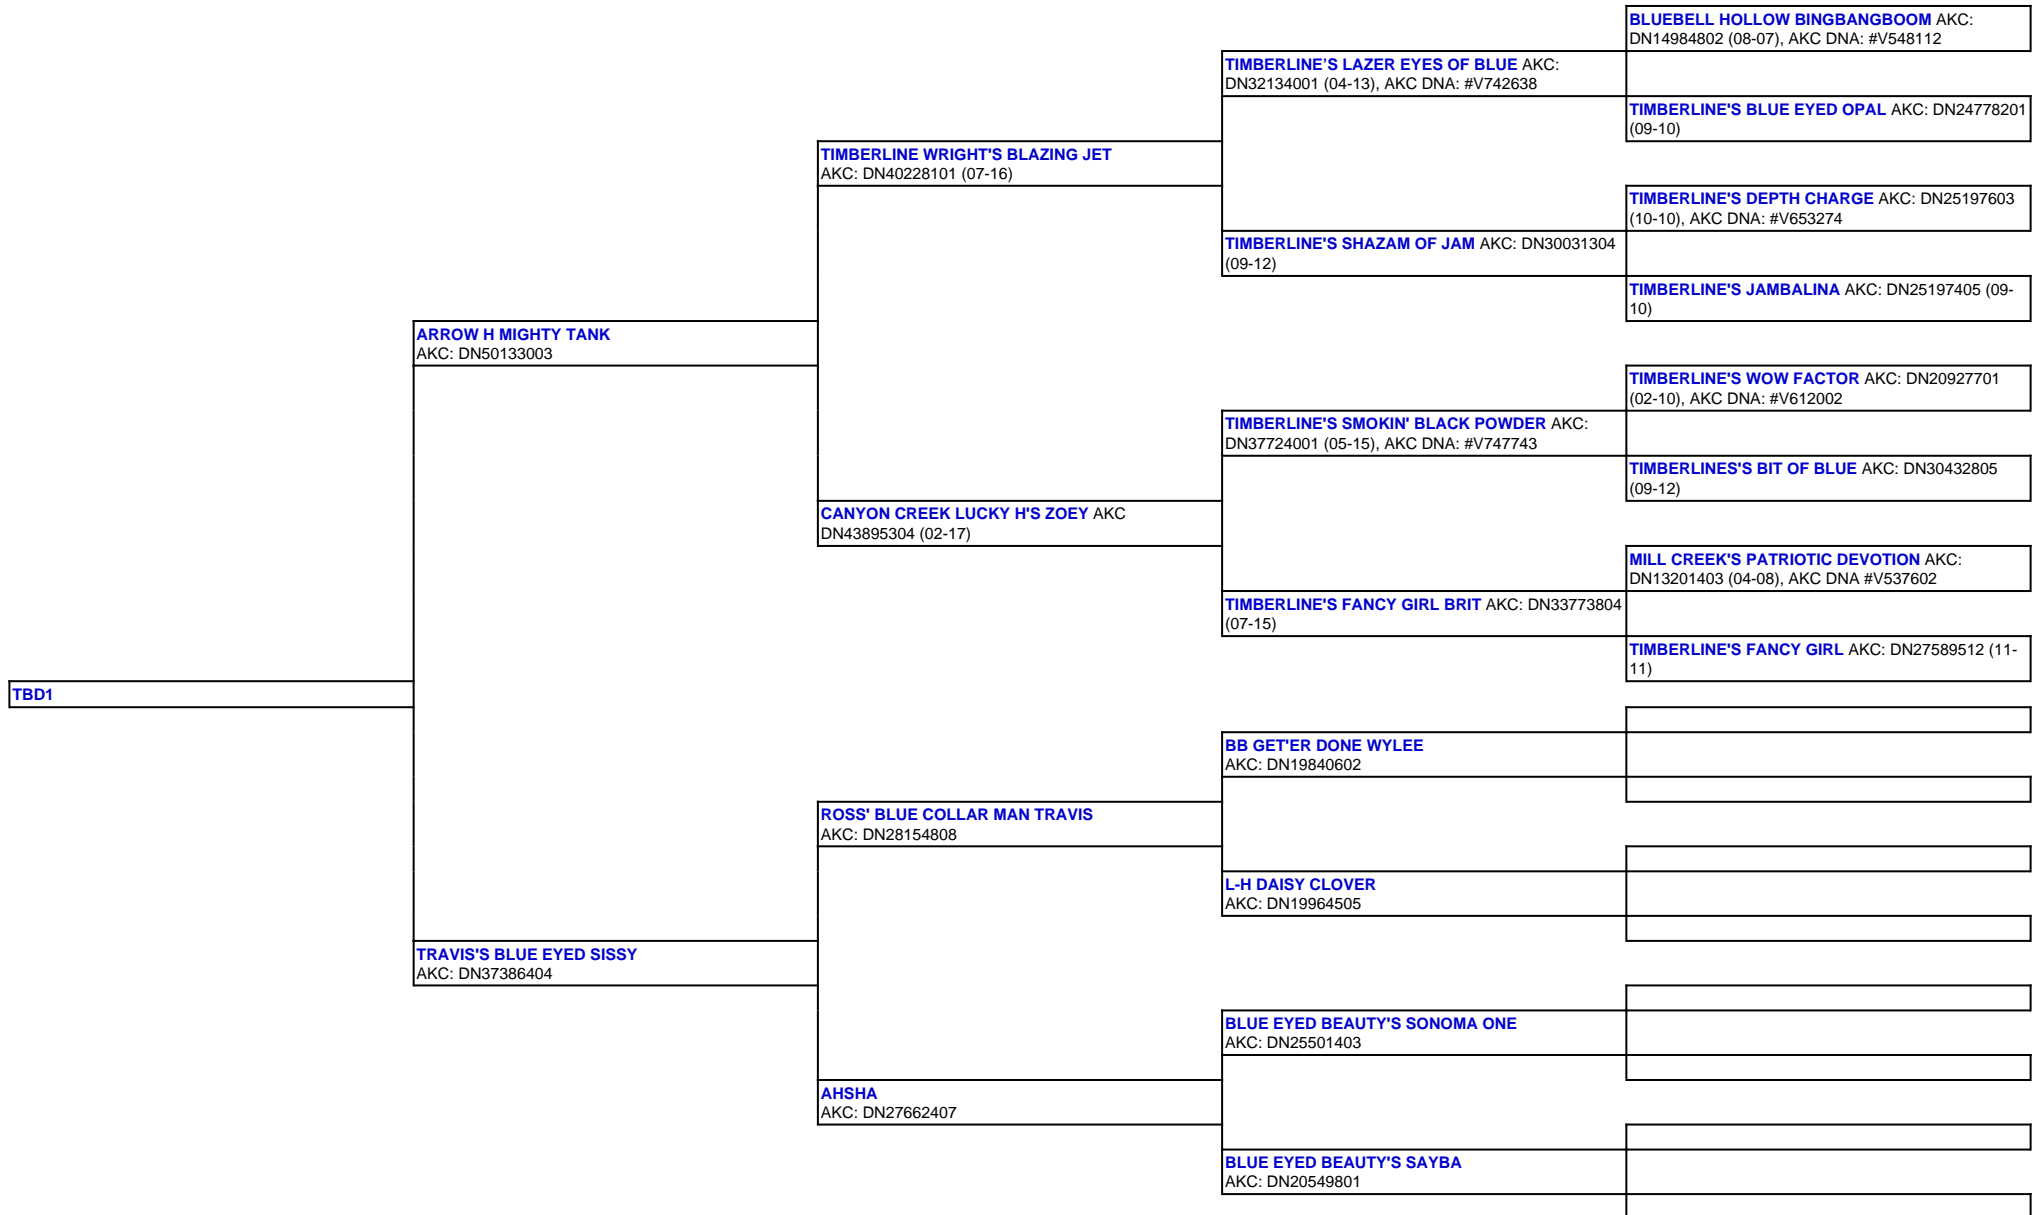 BLUEBELL HOLLOW BINGBANGBOOM AKC:
DN14984802 (08-07), AKC DNA: #V548112
TIMBERLINE’S LAZER EYES OF BLUE AKC:
DN32134001 (04-13), AKC DNA: #V742638
TIMBERLINE'S BLUE EYED OPAL AKC: DN24778201
(09-10)
TIMBERLINE WRIGHT'S BLAZING JET
AKC: DN40228101 (07-16)
TIMBERLINE'S DEPTH CHARGE AKC: DN25197603
(10-10), AKC DNA: #V653274
TIMBERLINE'S SHAZAM OF JAM AKC: DN30031304
(09-12)
TIMBERLINE'S JAMBALINA AKC: DN25197405 (09-
10)
ARROW H MIGHTY TANK
AKC: DN50133003
TIMBERLINE'S WOW FACTOR AKC: DN20927701
(02-10), AKC DNA: #V612002
TIMBERLINE'S SMOKIN' BLACK POWDER AKC:
DN37724001 (05-15), AKC DNA: #V747743
TIMBERLINES'S BIT OF BLUE AKC: DN30432805
(09-12)
CANYON CREEK LUCKY H'S ZOEY AKC
DN43895304 (02-17)
MILL CREEK'S PATRIOTIC DEVOTION AKC:
DN13201403 (04-08), AKC DNA #V537602
TIMBERLINE'S FANCY GIRL BRIT AKC: DN33773804
(07-15)
TIMBERLINE'S FANCY GIRL AKC: DN27589512 (11-
11)
TBD1
BB GET'ER DONE WYLEE
AKC: DN19840602
ROSS' BLUE COLLAR MAN TRAVIS
AKC: DN28154808
L-H DAISY CLOVER
AKC: DN19964505
TRAVIS'S BLUE EYED SISSY
AKC: DN37386404
BLUE EYED BEAUTY'S SONOMA ONE
AKC: DN25501403
AHSHA
AKC: DN27662407
BLUE EYED BEAUTY'S SAYBA
AKC: DN20549801